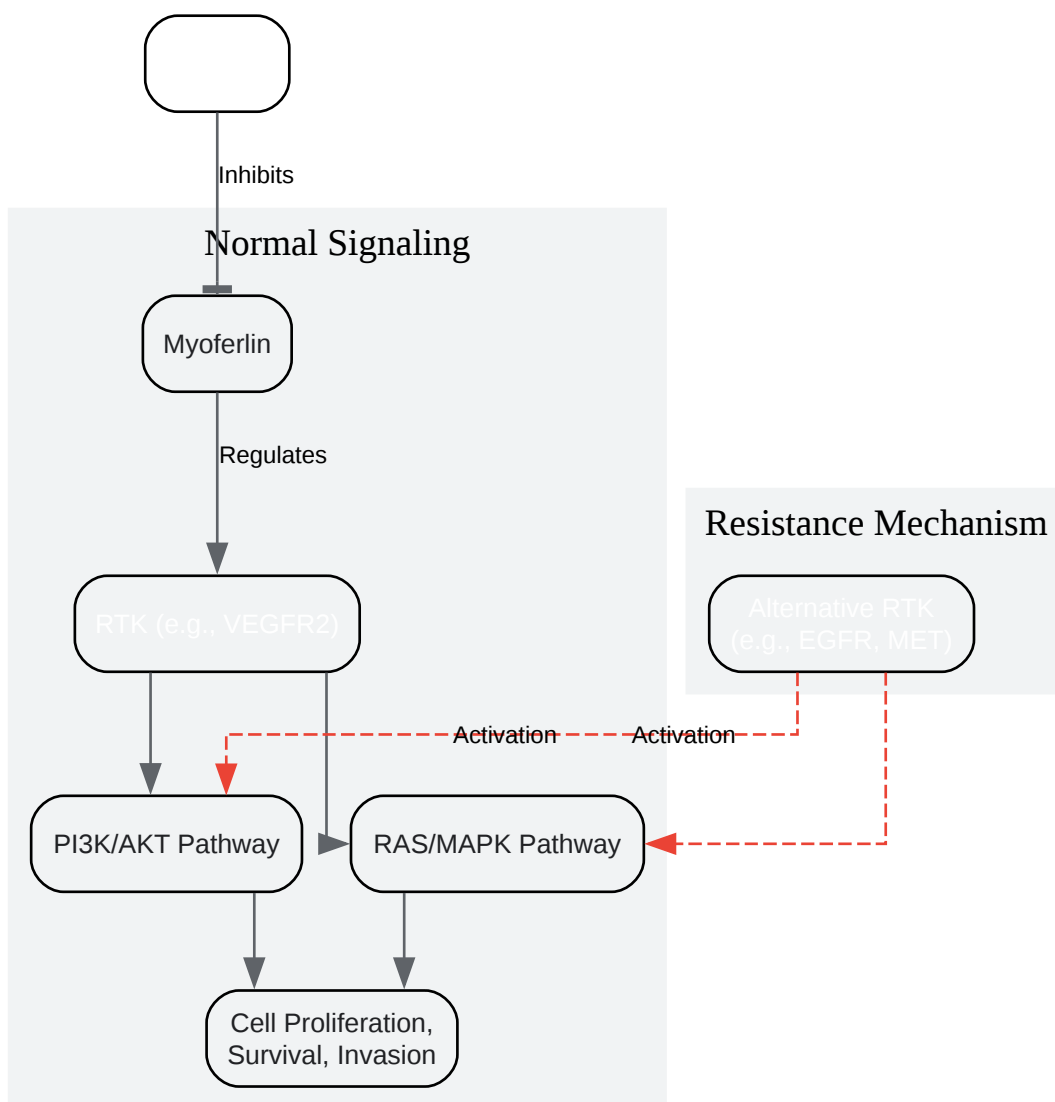 Inhibits
Normal Signaling
Myoferlin
Regulates
Resistance Mechanism
RTK (e.g., VEGFR2)
Alternative RTK
(e.g., EGFR, MET)
Activation
Activation
PI3K/AKT Pathway
RAS/MAPK Pathway
Cell Proliferation,
Survival, Invasion